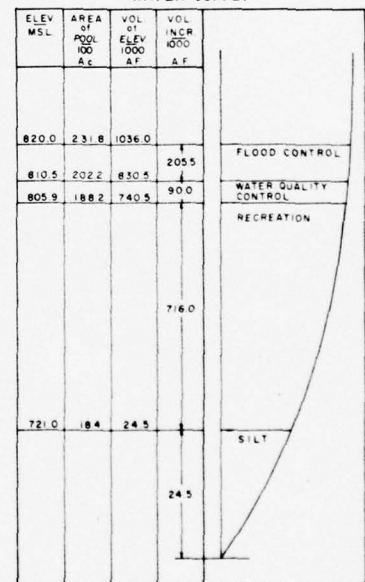 ELEV AREA VOL VOL
MSL of at INCR
POOL ELEV 1000
100 1000
Ac AF AF
820.0 231.8 1036.0
205.5 FLOOD CONTROL
810.5 202.2 830.5
90.0 WATER QUALITY
CONTROL
805.9 188.2 740.5
RECREATION
716.0
721.0 18.4 24.5
SILT
24.5